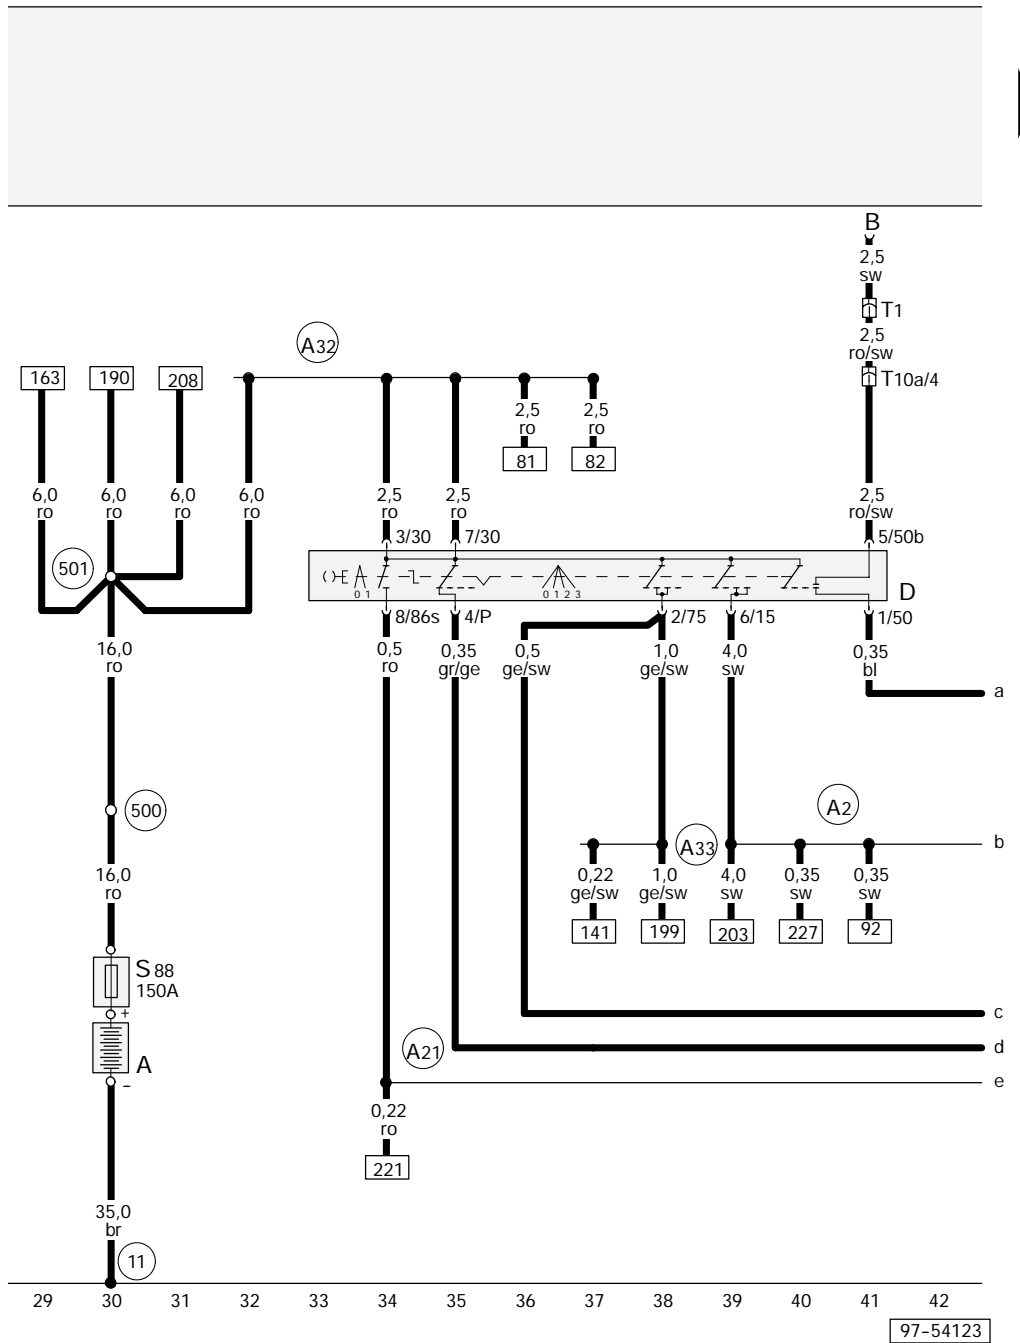 B
2,5
sw
T1
2,5
ro/sw
A32
163 190 208
T10a/4
2,5 2,5
ro ro
81 82
6,0 6,0 6,0 6,0 2,5 2,5 2,5
ro ro ro ro ro ro ro/sw
3/30 7/30 5/50b
501
E
0 1 0 1 2 3
D
8/86s 4/P 2/75 6/15 1/50
16,0 0,5 0,35 0,5 1,0 4,0 0,35
ro ro gr/ge ge/sw ge/sw sw bl
a
500
A2
A33
b
16,0 0,22 1,0 4,0 0,35 0,35
ro ge/sw ge/sw sw sw sw
141 199 203 227 92
S 88
150A
+
c
A21
d
A
-
e
0,22
ro
221
35,0
br
11
29 30 31 32 33 34 35 36 37 38 39 40 41 42
97-54123